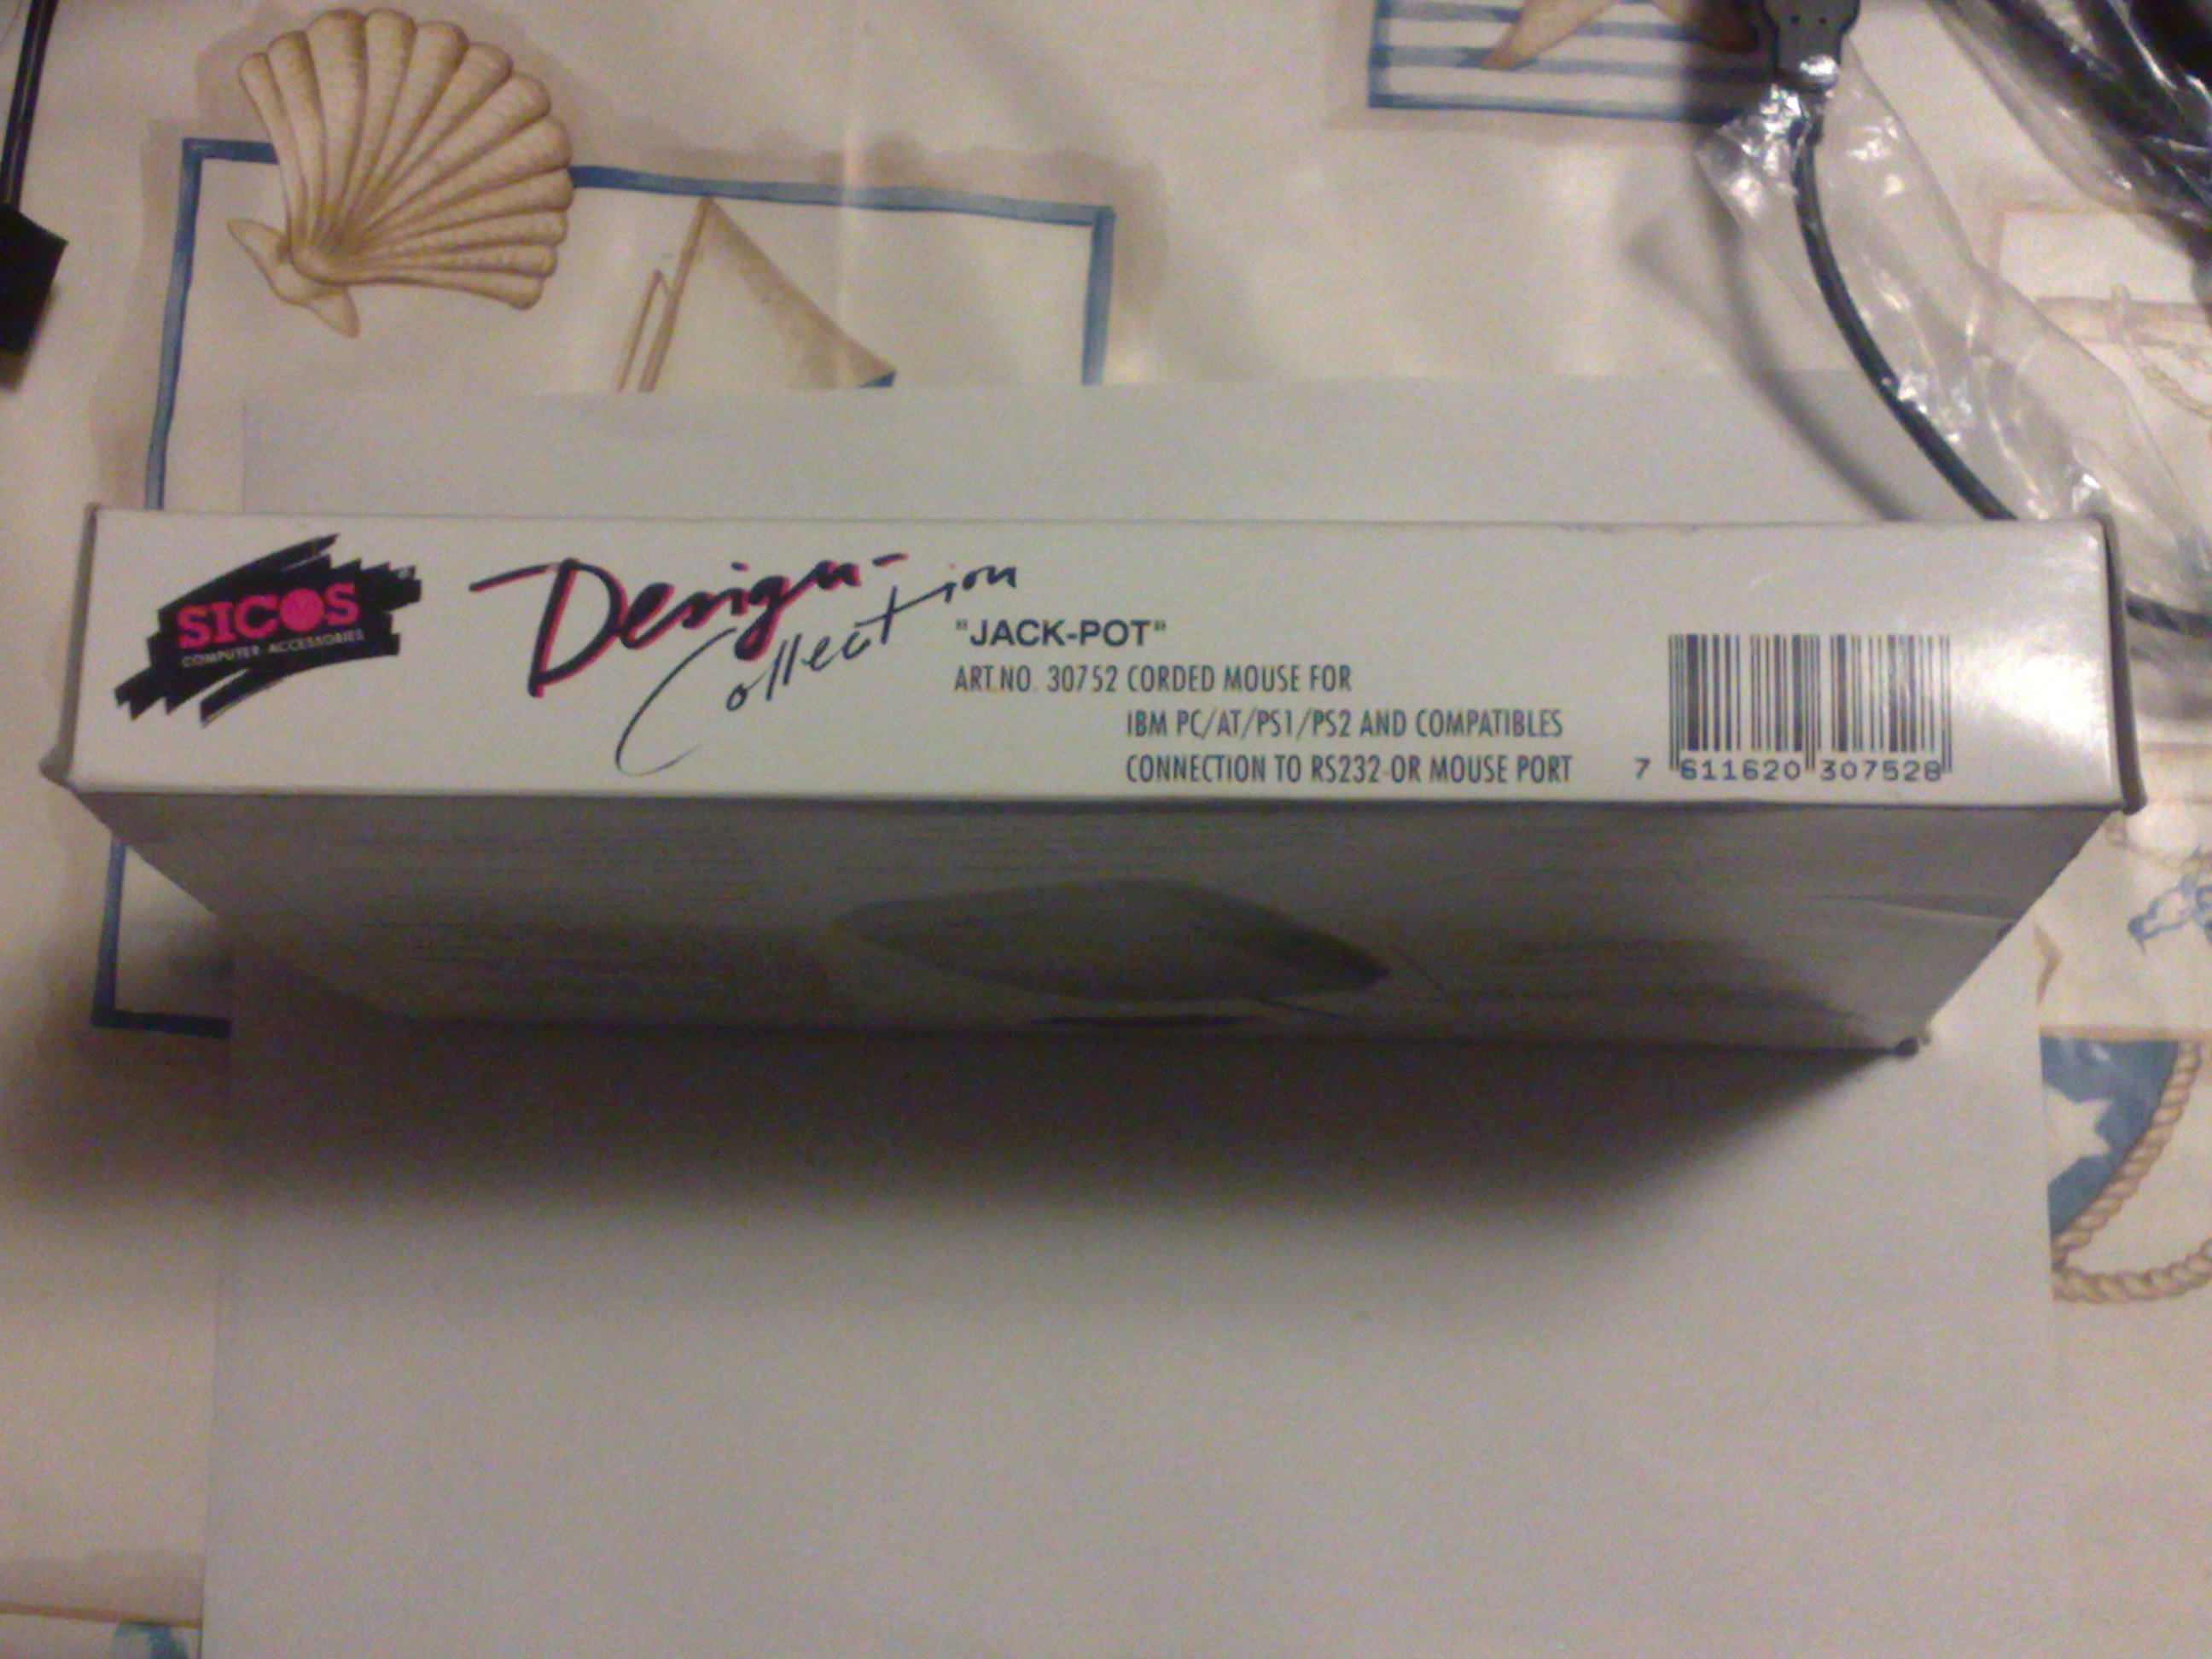 SICOS
COMPUTER-ACCESSORIES
Design-
Collection
"JACK-POT"
ART.NO. 30752 CORDED MOUSE FOR
IBM PC/AT/PS1/PS2 AND COMPATIBLES
CONNECTION TO RS232-OR MOUSE PORT
7 611620 307528